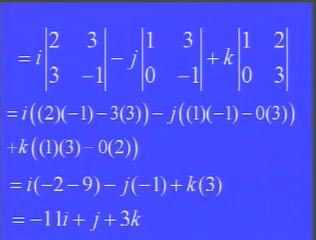 = i |2 3; 3 −1| − j |1 3; 0 −1| + k |1 2; 0 3|
= i((2)(−1) − 3(3)) − j((1)(−1) − 0(3))
+k((1)(3) − 0(2))
= i(−2 − 9) − j(−1) + k(3)
= −11i + j + 3k